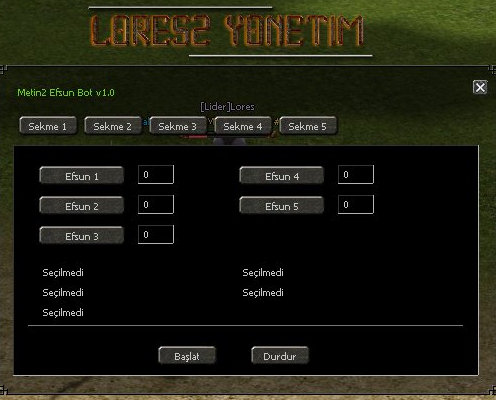 LORES2 YONETIM
Metin2 Efsun Bot v1.0
[Lider]Lores
Sekme 1 Sekme 2 Sekme 3 Sekme 4 Sekme 5
Efsun 1 0 Efsun 4 0
Efsun 2 0 Efsun 5 0
Efsun 3 0
Seçilmedi Seçilmedi
Seçilmedi Seçilmedi
Seçilmedi
Başlat Durdur